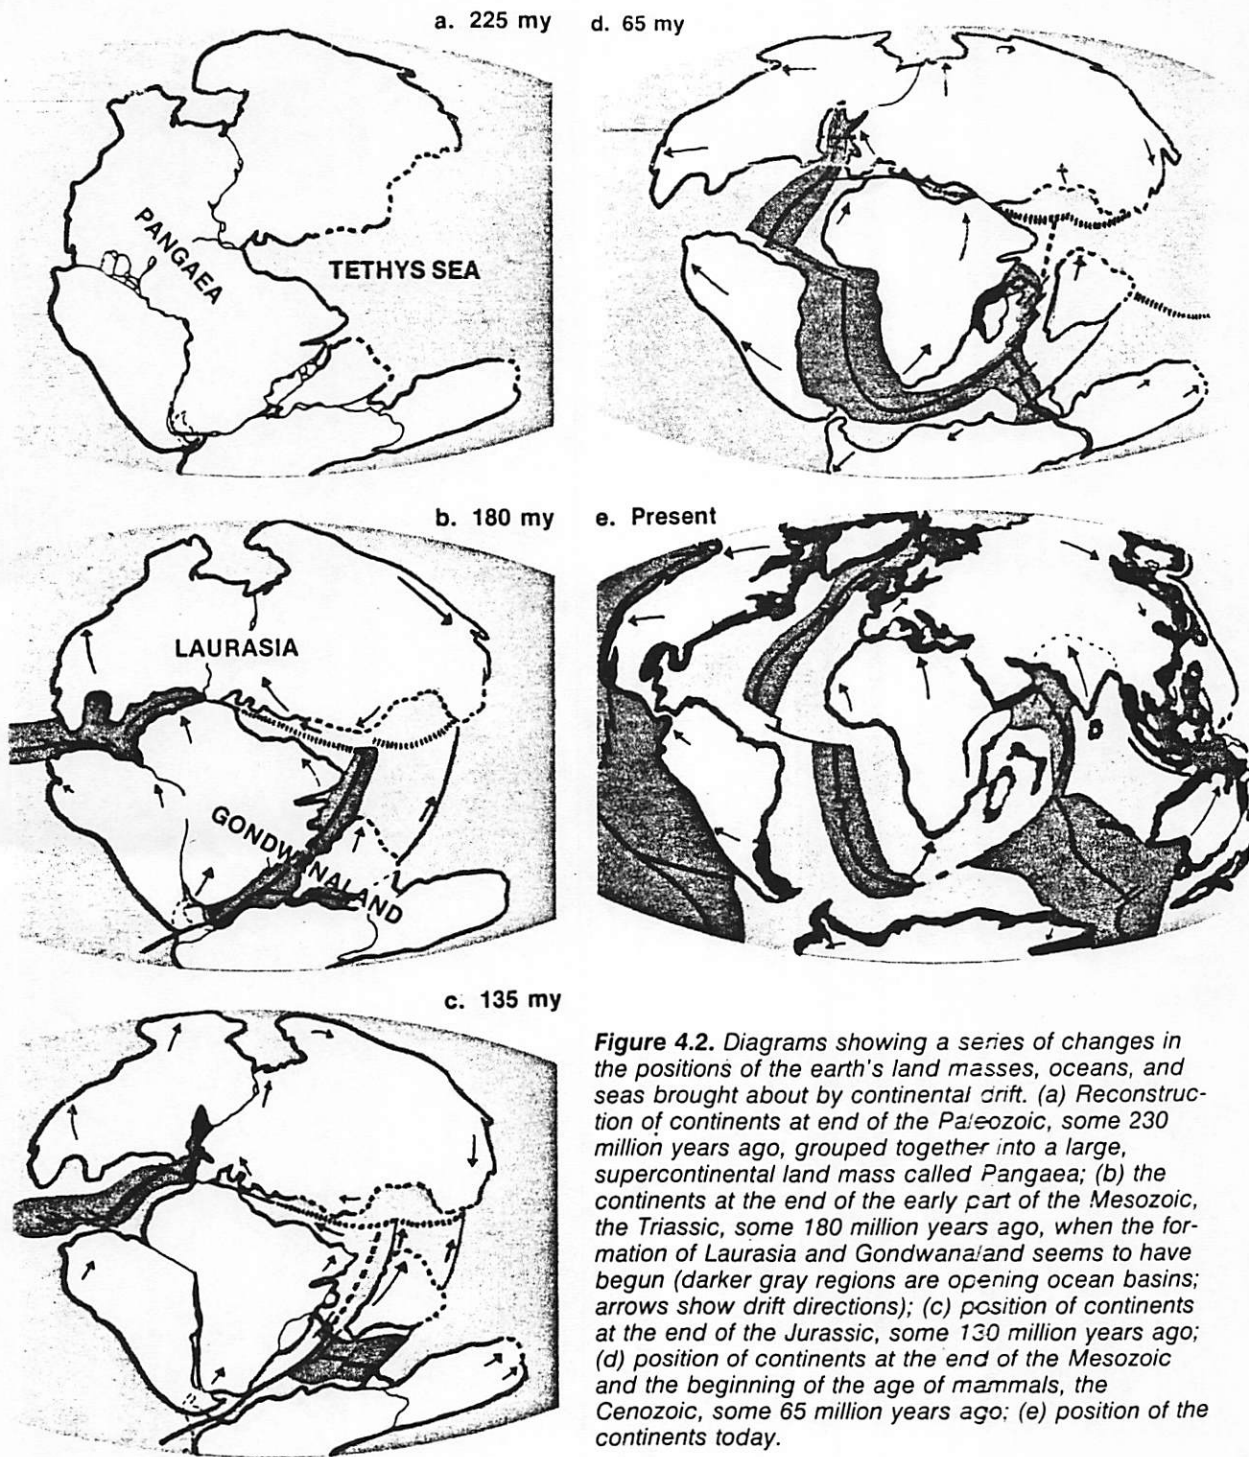 a. 225 my
PANGAEA
TETHYS SEA
b. 180 my
LAURASIA
GONDWANALAND
c. 135 my
d. 65 my
e. Present
Figure 4.2. Diagrams showing a series of changes in
the positions of the earth's land masses, oceans, and
seas brought about by continental drift. (a) Reconstruc-
tion of continents at end of the Paleozoic, some 230
million years ago, grouped together into a large,
supercontinental land mass called Pangaea; (b) the
continents at the end of the early part of the Mesozoic,
the Triassic, some 180 million years ago, when the for-
mation of Laurasia and Gondwanaland seems to have
begun (darker gray regions are opening ocean basins;
arrows show drift directions); (c) position of continents
at the end of the Jurassic, some 130 million years ago;
(d) position of continents at the end of the Mesozoic
and the beginning of the age of mammals, the
Cenozoic, some 65 million years ago; (e) position of the
continents today.